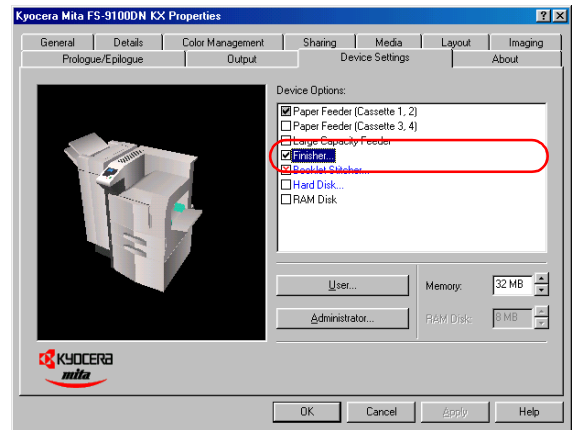 Kyocera Mita FS-9100DN KX Properties
General Details Color Management Sharing Media Layout Imaging
Prologue/Epilogue Output Device Settings About
Device Options:
Paper Feeder (Cassette 1, 2)
Paper Feeder (Cassette 3, 4)
Large Capacity Feeder
Finisher...
Booklet Stitcher...
Hard Disk...
RAM Disk
User... Memory: 32 MB
Administrator... RAM Disk: 8 MB
KYOCERA
mita
OK Cancel Apply Help